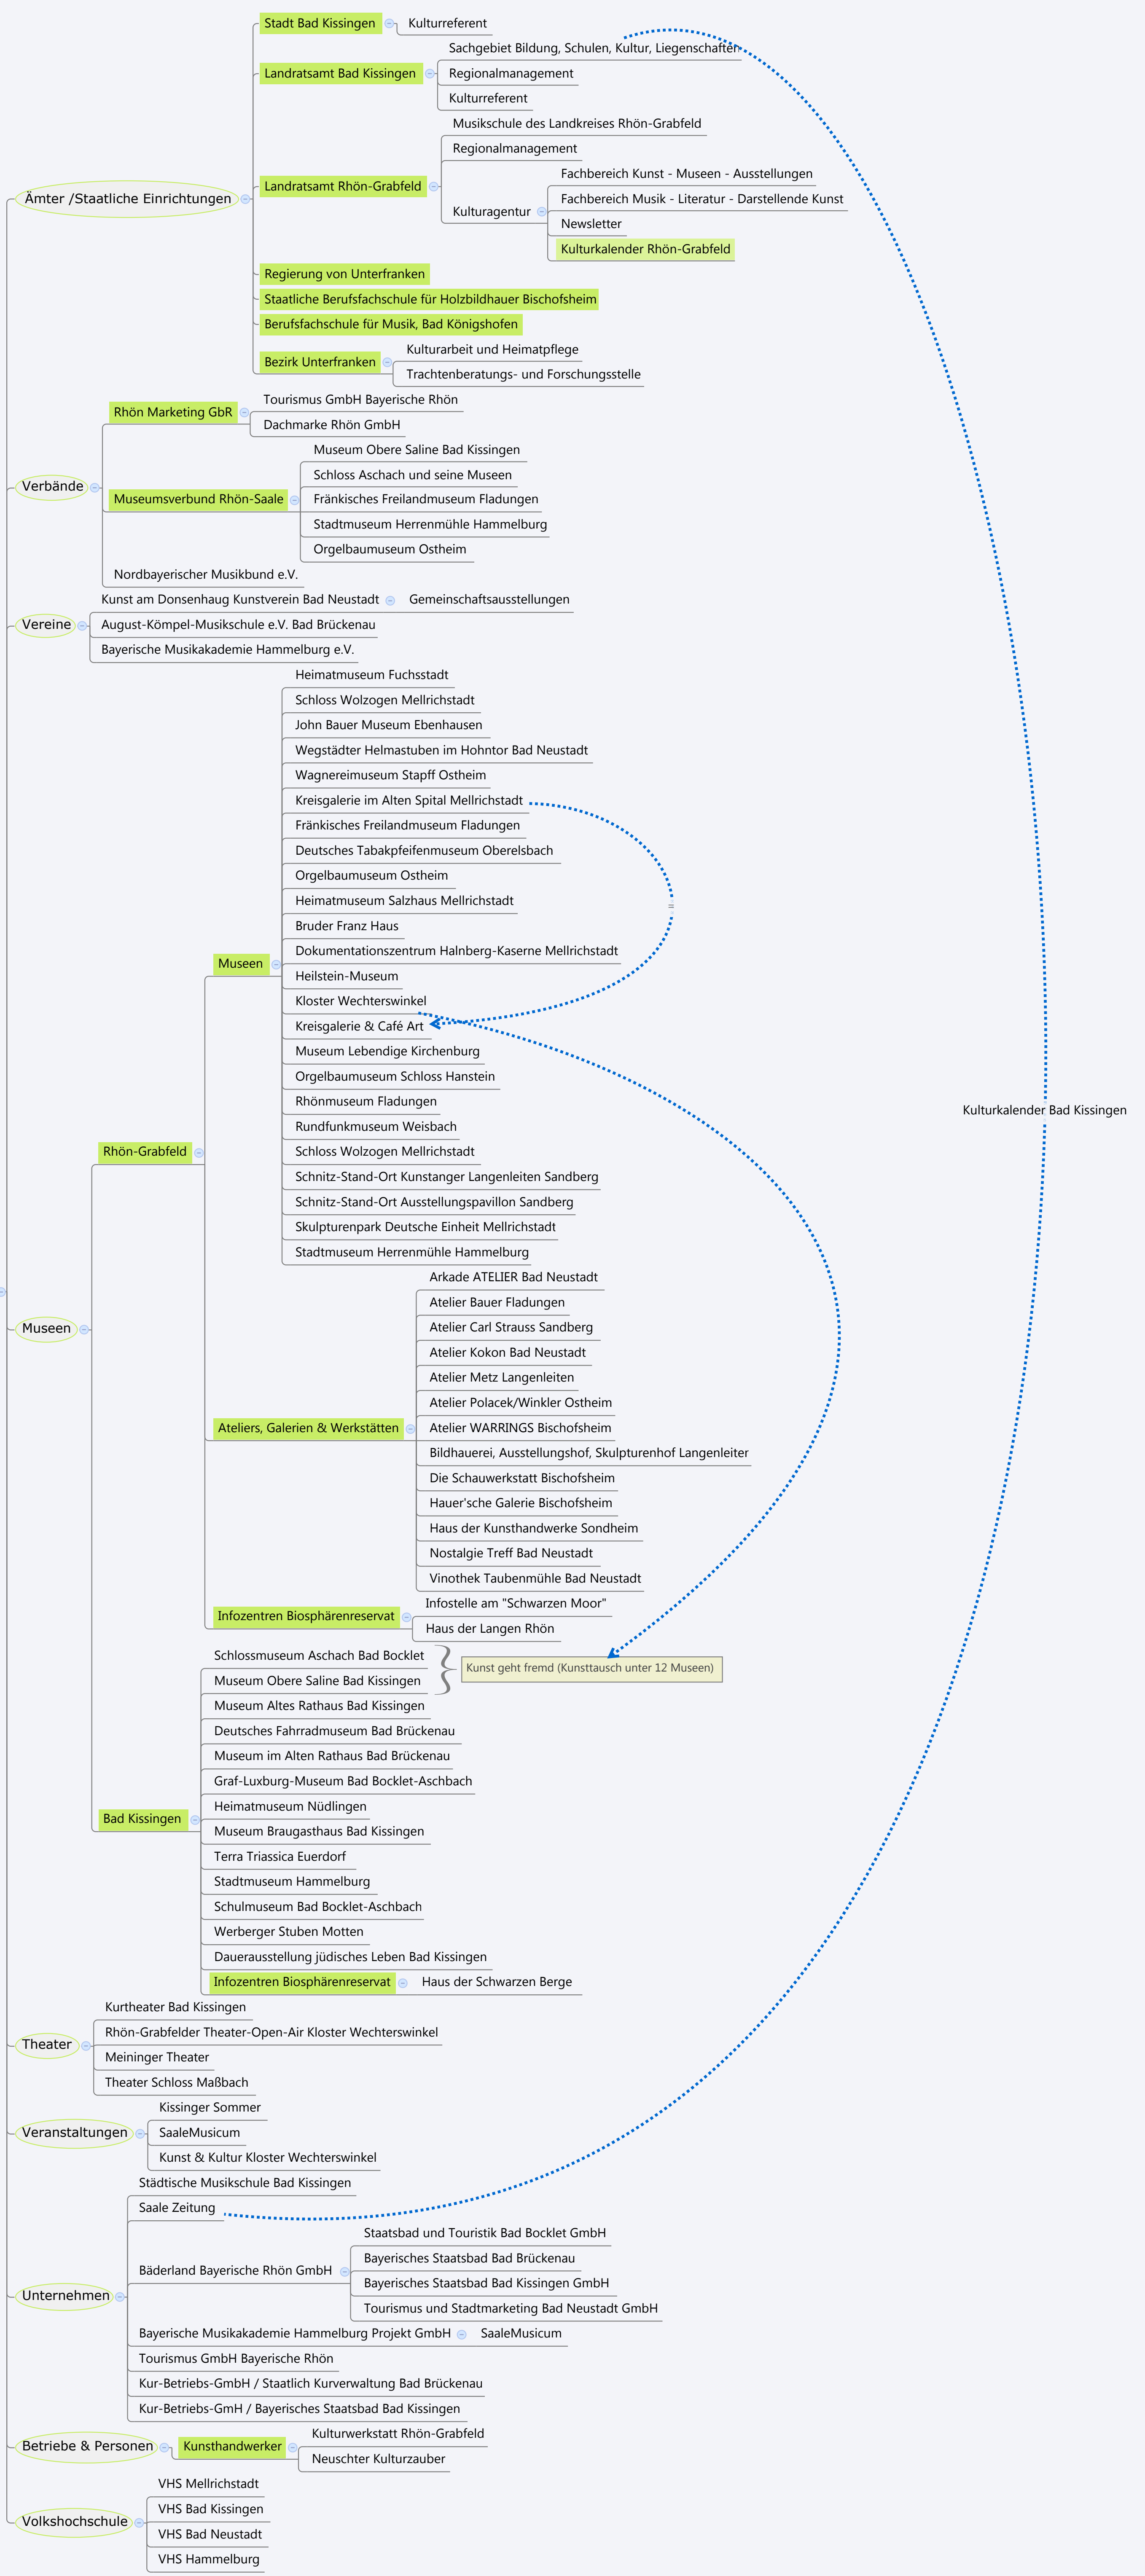 Stadt Bad Kissingen
Kulturreferent
Sachgebiet Bildung, Schulen, Kultur, Liegenschaften
Landratsamt Bad Kissingen
Regionalmanagement
Kulturreferent
Musikschule des Landkreises Rhön-Grabfeld
Regionalmanagement
Landratsamt Rhön-Grabfeld
Fachbereich Kunst - Museen - Ausstellungen
Fachbereich Musik - Literatur - Darstellende Kunst
Kulturagentur
Newsletter
Kulturkalender Rhön-Grabfeld
Ämter /Staatliche Einrichtungen
Regierung von Unterfranken
Staatliche Berufsfachschule für Holzbildhauer Bischofsheim
Berufsfachschule für Musik, Bad Königshofen
Bezirk Unterfranken
Kulturarbeit und Heimatpflege
Trachtenberatungs- und Forschungsstelle
Rhön Marketing GbR
Tourismus GmbH Bayerische Rhön
Dachmarke Rhön GmbH
Verbände
Museumsverbund Rhön-Saale
Museum Obere Saline Bad Kissingen
Schloss Aschach und seine Museen
Fränkisches Freilandmuseum Fladungen
Stadtmuseum Herrenmühle Hammelburg
Orgelbaumuseum Ostheim
Nordbayerischer Musikbund e.V.
Vereine
Kunst am Donsenhaug Kunstverein Bad Neustadt
Gemeinschaftsausstellungen
August-Kömpel-Musikschule e.V. Bad Brückenau
Bayerische Musikakademie Hammelburg e.V.
Museen
Rhön-Grabfeld
Museen
Heimatmuseum Fuchsstadt
Schloss Wolzogen Mellrichstadt
John Bauer Museum Ebenhausen
Wegstädter Helmastuben im Hohntor Bad Neustadt
Wagnereimuseum Stapff Ostheim
Kreisgalerie im Alten Spital Mellrichstadt
Fränkisches Freilandmuseum Fladungen
Deutsches Tabakpfeifenmuseum Oberelsbach
Orgelbaumuseum Ostheim
Heimatmuseum Salzhaus Mellrichstadt
=
Bruder Franz Haus
Dokumentationszentrum Halnberg-Kaserne Mellrichstadt
Heilstein-Museum
Kloster Wechterswinkel
Kreisgalerie & Café Art
Museum Lebendige Kirchenburg
Orgelbaumuseum Schloss Hanstein
Rhönmuseum Fladungen
Kulturkalender Bad Kissingen
Rundfunkmuseum Weisbach
Schloss Wolzogen Mellrichstadt
Schnitz-Stand-Ort Kunstanger Langenleiten Sandberg
Schnitz-Stand-Ort Ausstellungspavillon Sandberg
Skulpturenpark Deutsche Einheit Mellrichstadt
Stadtmuseum Herrenmühle Hammelburg
Ateliers, Galerien & Werkstätten
Arkade ATELIER Bad Neustadt
Atelier Bauer Fladungen
Atelier Carl Strauss Sandberg
Atelier Kokon Bad Neustadt
Atelier Metz Langenleiten
Atelier Polacek/Winkler Ostheim
Atelier WARRINGS Bischofsheim
Bildhauerei, Ausstellungshof, Skulpturenhof Langenleiter
Die Schauwerkstatt Bischofsheim
Hauer'sche Galerie Bischofsheim
Haus der Kunsthandwerke Sondheim
Nostalgie Treff Bad Neustadt
Vinothek Taubenmühle Bad Neustadt
Infozentren Biosphärenreservat
Infostelle am "Schwarzen Moor"
Haus der Langen Rhön
Bad Kissingen
Schlossmuseum Aschach Bad Bocklet
Museum Obere Saline Bad Kissingen
Kunst geht fremd (Kunsttausch unter 12 Museen)
Museum Altes Rathaus Bad Kissingen
Deutsches Fahrradmuseum Bad Brückenau
Museum im Alten Rathaus Bad Brückenau
Graf-Luxburg-Museum Bad Bocklet-Aschbach
Heimatmuseum Nüdlingen
Museum Braugasthaus Bad Kissingen
Terra Triassica Euerdorf
Stadtmuseum Hammelburg
Schulmuseum Bad Bocklet-Aschbach
Werberger Stuben Motten
Dauerausstellung jüdisches Leben Bad Kissingen
Infozentren Biosphärenreservat
Haus der Schwarzen Berge
Theater
Kurtheater Bad Kissingen
Rhön-Grabfelder Theater-Open-Air Kloster Wechterswinkel
Meininger Theater
Theater Schloss Maßbach
Veranstaltungen
Kissinger Sommer
SaaleMusicum
Kunst & Kultur Kloster Wechterswinkel
Unternehmen
Städtische Musikschule Bad Kissingen
Saale Zeitung
Bäderland Bayerische Rhön GmbH
Staatsbad und Touristik Bad Bocklet GmbH
Bayerisches Staatsbad Bad Brückenau
Bayerisches Staatsbad Bad Kissingen GmbH
Tourismus und Stadtmarketing Bad Neustadt GmbH
Bayerische Musikakademie Hammelburg Projekt GmbH
SaaleMusicum
Tourismus GmbH Bayerische Rhön
Kur-Betriebs-GmbH / Staatlich Kurverwaltung Bad Brückenau
Kur-Betriebs-GmH / Bayerisches Staatsbad Bad Kissingen
Betriebe & Personen
Kunsthandwerker
Kulturwerkstatt Rhön-Grabfeld
Neuschter Kulturzauber
Volkshochschule
VHS Mellrichstadt
VHS Bad Kissingen
VHS Bad Neustadt
VHS Hammelburg